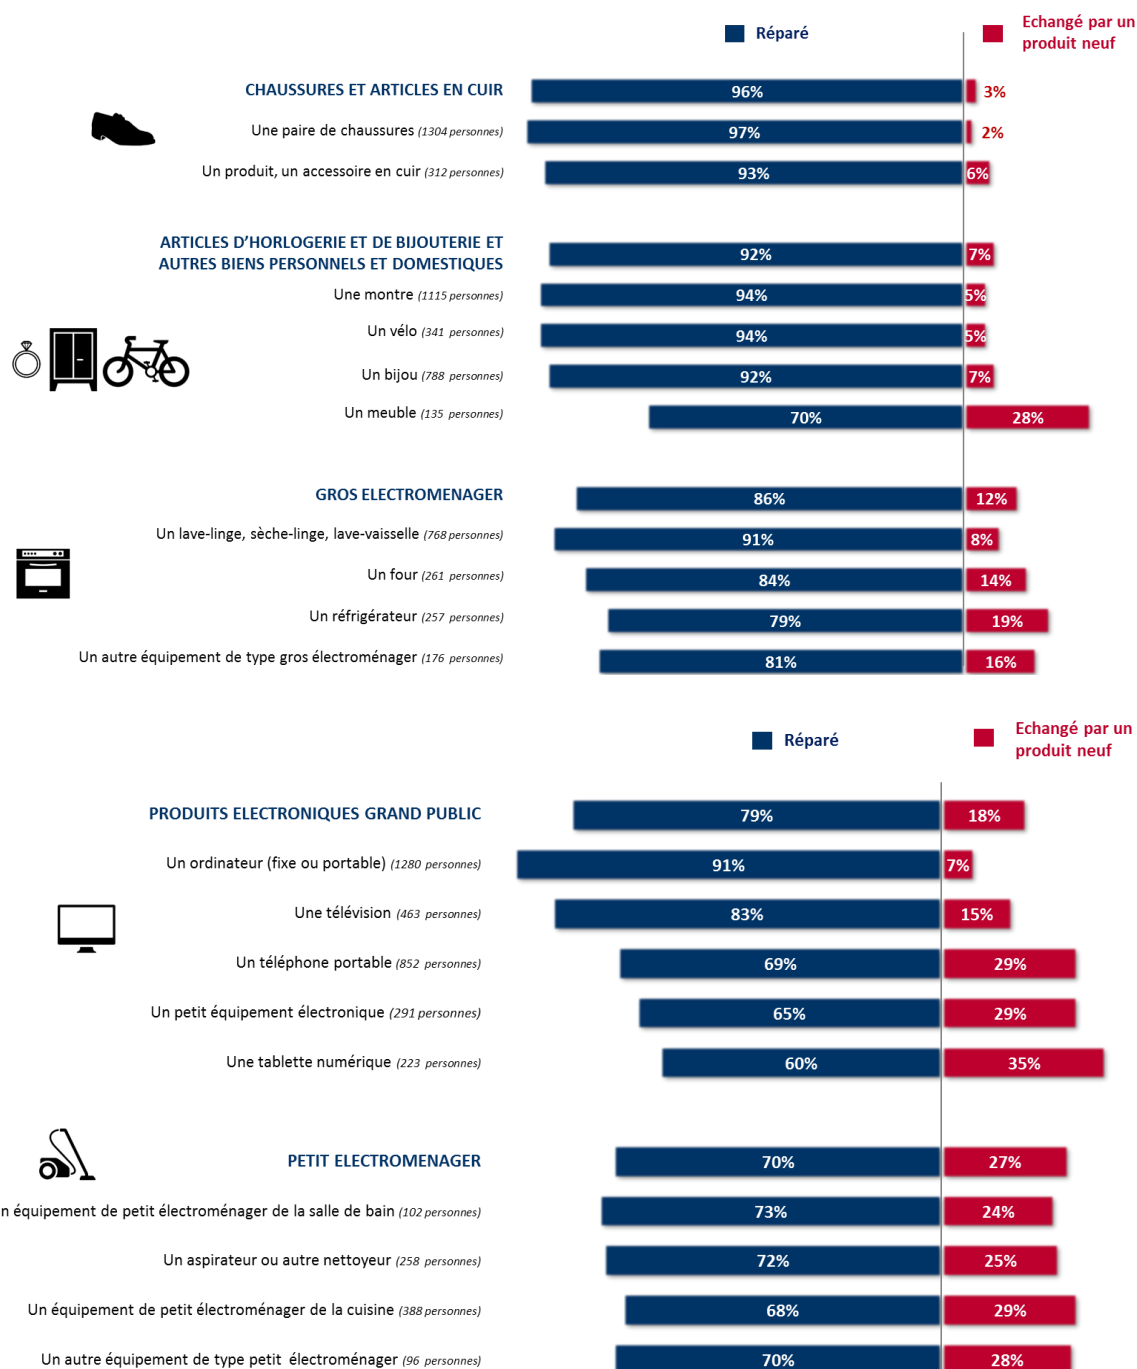 Réparé
Echangé par un
produit neuf
CHAUSSURES ET ARTICLES EN CUIR 96% 3%
Une paire de chaussures (1304 personnes) 97% 2%
Un produit, un accessoire en cuir (312 personnes) 93% 6%
ARTICLES D’HORLOGERIE ET DE BIJOUTERIE ET
AUTRES BIENS PERSONNELS ET DOMESTIQUES 92% 7%
Une montre (1115 personnes) 94% 5%
Un vélo (341 personnes) 94% 5%
Un bijou (788 personnes) 92% 7%
Un meuble (135 personnes) 70% 28%
GROS ELECTROMENAGER 86% 12%
Un lave-linge, sèche-linge, lave-vaisselle (768 personnes) 91% 8%
Un four (261 personnes) 84% 14%
Un réfrigérateur (257 personnes) 79% 19%
Un autre équipement de type gros électroménager (176 personnes) 81% 16%
Réparé
Echangé par un
produit neuf
PRODUITS ELECTRONIQUES GRAND PUBLIC 79% 18%
Un ordinateur (fixe ou portable) (1280 personnes) 91% 7%
Une télévision (463 personnes) 83% 15%
Un téléphone portable (852 personnes) 69% 29%
Un petit équipement électronique (291 personnes) 65% 29%
Une tablette numérique (223 personnes) 60% 35%
PETIT ELECTROMENAGER 70% 27%
n équipement de petit électroménager de la salle de bain (102 personnes) 73% 24%
Un aspirateur ou autre nettoyeur (258 personnes) 72% 25%
Un équipement de petit électroménager de la cuisine (388 personnes) 68% 29%
Un autre équipement de type petit électroménager (96 personnes) 70% 28%